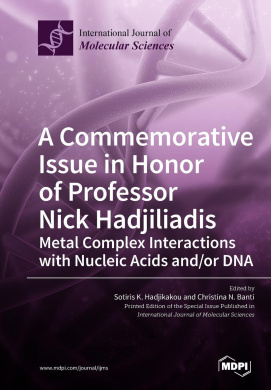 International Journal of
Molecular Sciences
A Commemorative
Issue in Honor
of Professor
Nick Hadjiliadis
Metal Complex Interactions
with Nucleic Acids and/or DNA
Edited by
Sotiris K. Hadjikakou and Christina N. Banti
Printed Edition of the Special Issue Published in
International Journal of Molecular Sciences
www.mdpi.com/journal/ijms
MDPI